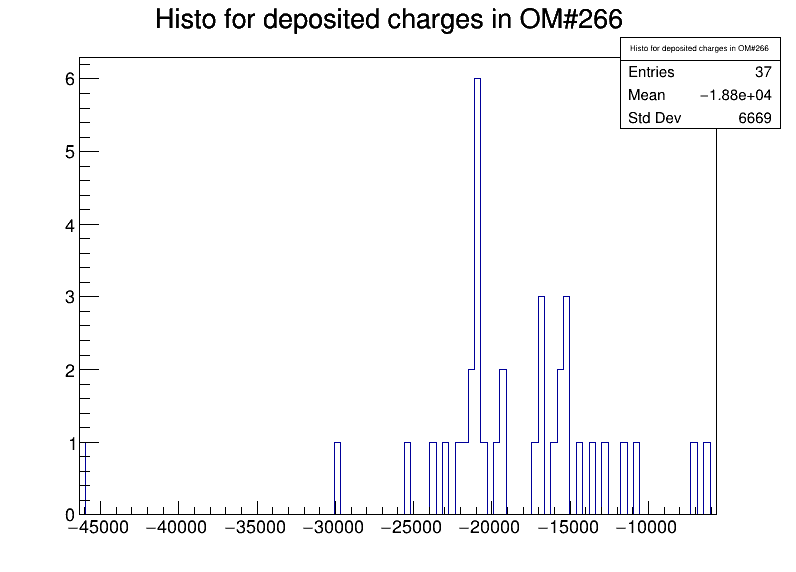 Histo for deposited charges in OM#266
Histo for deposited charges in OM#266
Entries 37
Mean −1.88e+04
Std Dev 6669
6
5
4
3
2
1
0
−45000 −40000 −35000 −30000 −25000 −20000 −15000 −10000